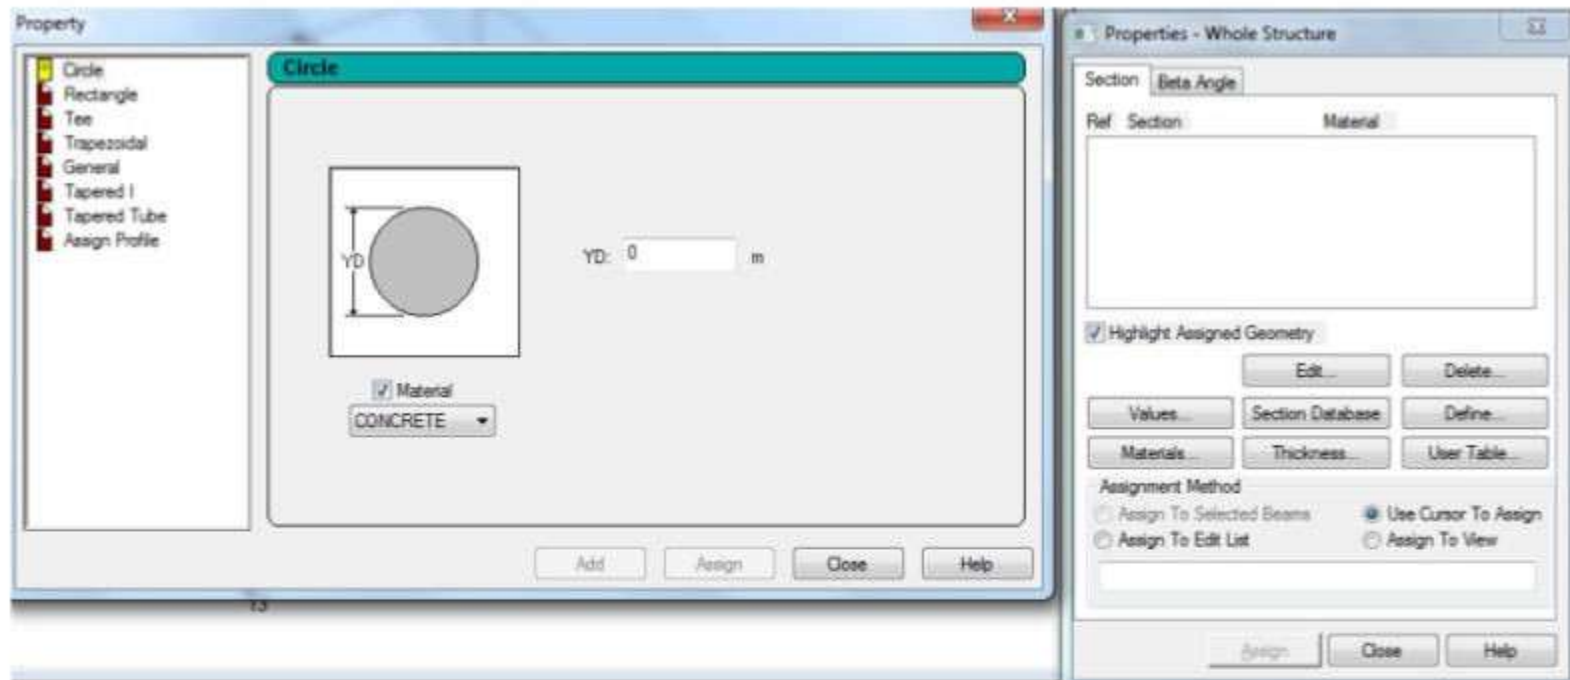 Property
Circle
Rectangle
Tee
Trapezoidal
General
Tapered I
Tapered Tube
Assign Profile
Circle
YD
YD: 0 m
Material
CONCRETE
Add Assign Close Help
73
Properties - Whole Structure
Section Beta Angle
Ref Section Material
Highlight Assigned Geometry
Edit... Delete...
Values... Section Database Define...
Materials... Thickness... User Table...
Assignment Method
Assign To Selected Beams Use Cursor To Assign
Assign To Edit List Assign To View
Assign Close Help